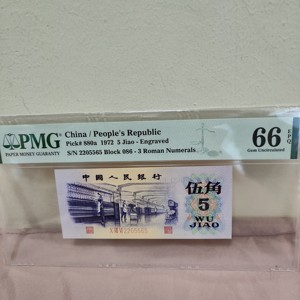 PMG
PAPER MONEY GUARANTY
China / People's Republic
Pick# 880a 1972 5 Jiao - Engraved
S/N 2205565 Block 086 - 3 Roman Numerals
66 EPQ
Gem Uncirculated
中国人民银行
伍角
5
WU
JIAO